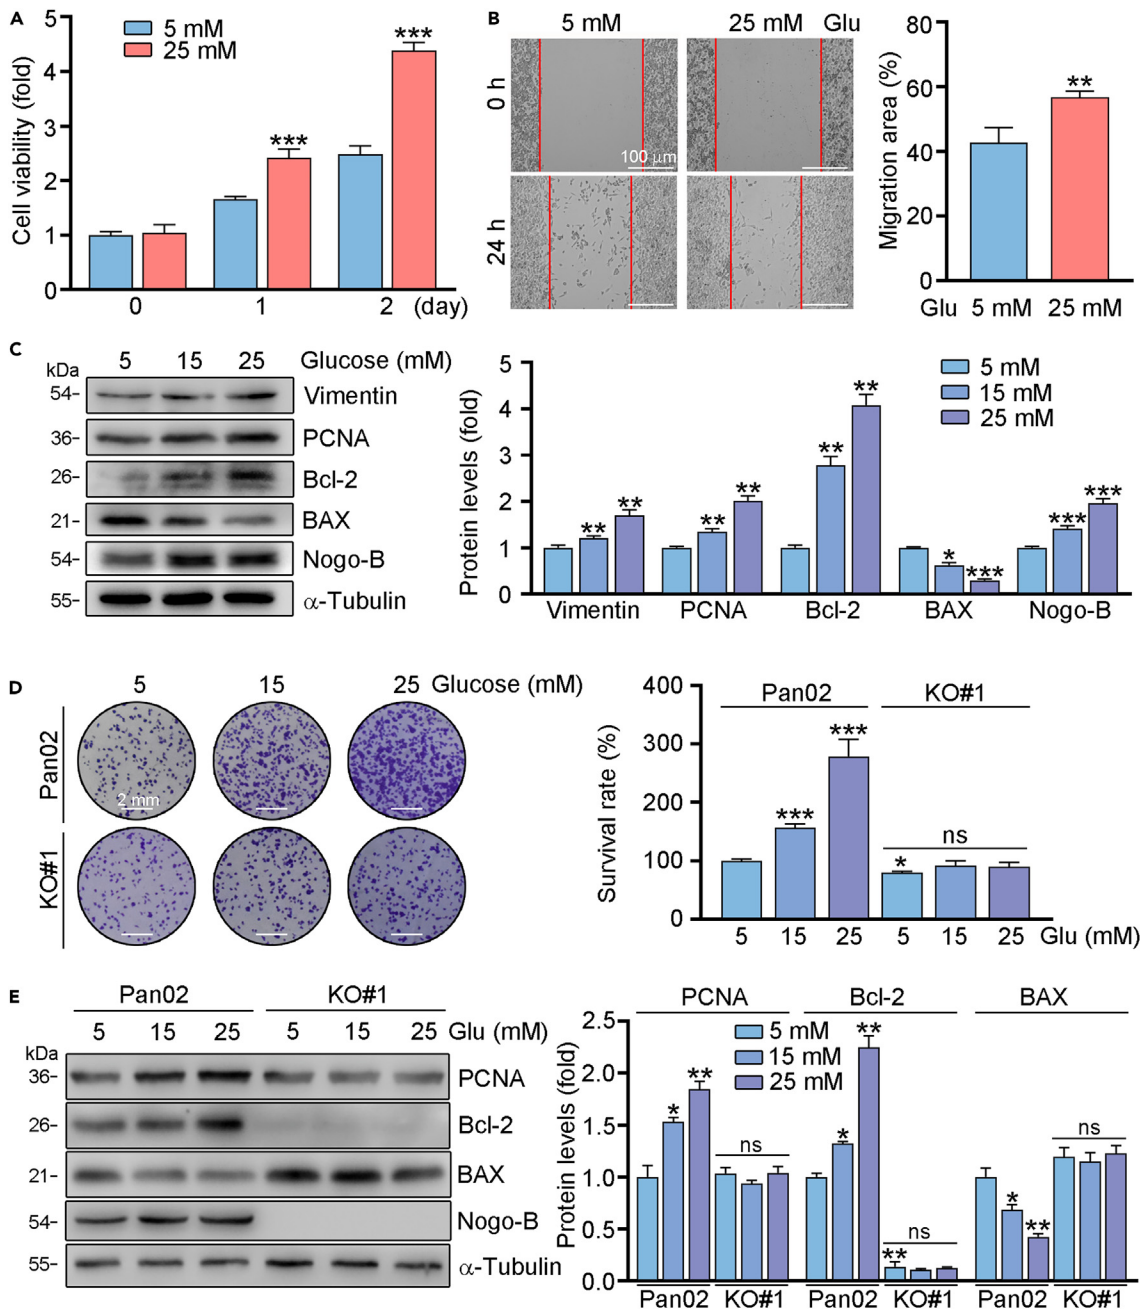 A
5
4
3
2
1
0
Cell viability (fold)
5 mM
25 mM
***
***
0 1 2 (day)
B
5 mM 25 mM Glu
0 h
24 h
100 μm
80
60
40
20
0
Migration area (%)
**
Glu 5 mM 25 mM
C
5 15 25 Glucose (mM)
kDa
54– Vimentin
36– PCNA
26– Bcl-2
21– BAX
54– Nogo-B
55– α-Tubulin
5
4
3
2
1
0
Protein levels (fold)
5 mM
15 mM
25 mM
** ** ** ** ** ** * *** *** ***
Vimentin PCNA Bcl-2 BAX Nogo-B
D
5 15 25 Glucose (mM)
Pan02
2 mm
KO#1
400
300
200
100
0
Survival rate (%)
Pan02 KO#1
*** *** * ns
5 15 25 5 15 25 Glu (mM)
E
Pan02 KO#1
5 15 25 5 15 25 Glu (mM)
kDa
36– PCNA
26– Bcl-2
21– BAX
54– Nogo-B
55– α-Tubulin
PCNA Bcl-2 BAX
2.5
2.0
1.5
1.0
0.5
0.0
Protein levels (fold)
5 mM
15 mM
25 mM
* ** ns * ** ** ns * ** ns
Pan02 KO#1 Pan02 KO#1 Pan02 KO#1